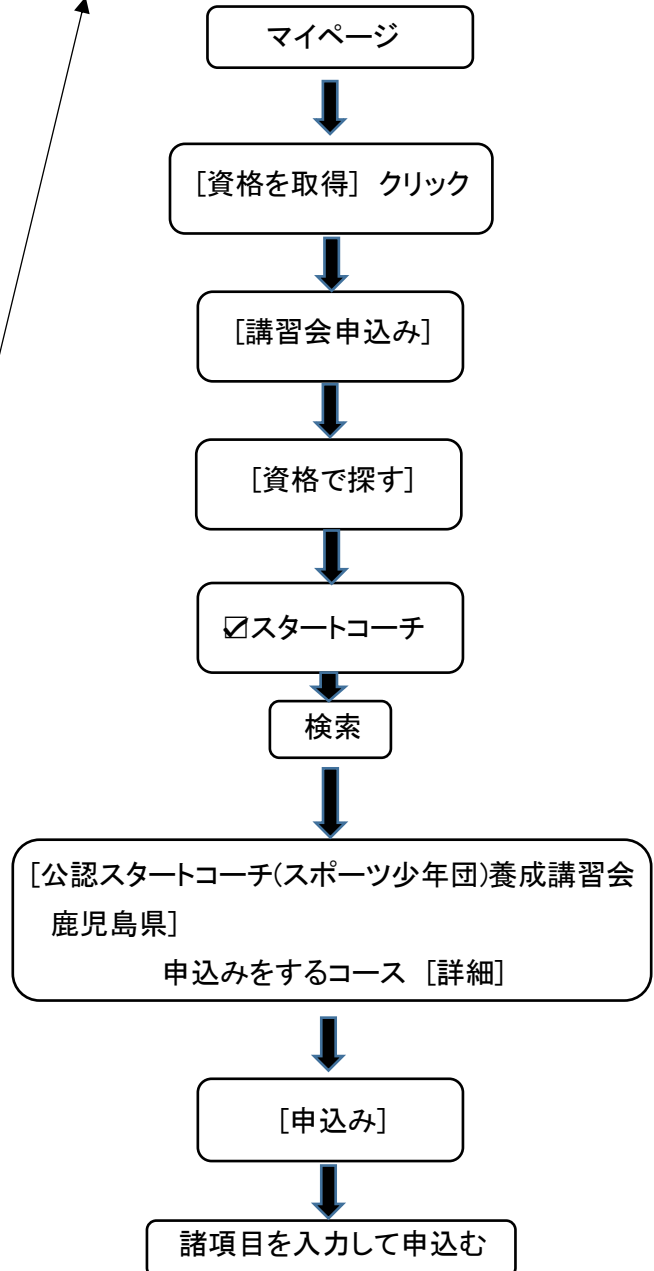 マイページ
[資格を取得] クリック
[講習会申込み]
[資格で探す]
☑スタートコーチ
検索
[公認スタートコーチ(スポーツ少年団)養成講習会
鹿児島県]
申込みをするコース [詳細]
[申込み]
諸項目を入力して申込む